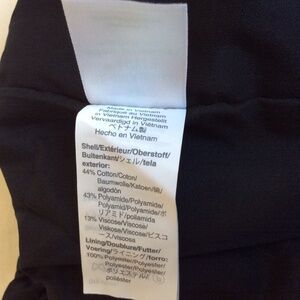 Made in Vietnam
Fabriqué en Vietnam
in Vietnam Hergestellt
Vervaardigd in Vietnam
ベトナム製
Hecho en Vietnam
Shell/Extérieur/Oberstoff/
Buitenkant/シェル/tela
exterior:
44% Cotton/Coton/
Baumwolle/Katoen/綿/
algodón
43% Polyamide/Polyamide/
Polyamid/Polyamide/ポ
リアミド/poliamida
13% Viscose/Viscose/
Viskose/Viscose/ビスコ
ース/viscosa
Lining/Doublure/Futter/
Voering/ライニング/forro:
100% Polyester/Polyester/
Polyester/Polyester/
ポリエステル/
poliéster